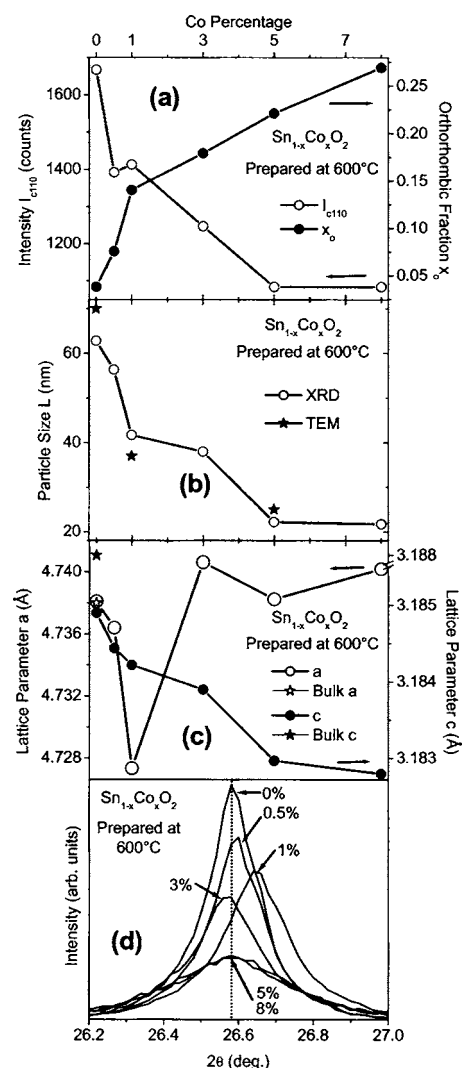 Co Percentage
0 1 3 5 8
1600
1400
1200
Intensity I_c110 (counts)
(a)
Sn1-xCoxO2
Prepared at 600°C
I_c110
x_o
0.25
0.20
0.15
0.10
0.05
Orthorhombic Fraction x_o
60
40
20
Particle Size L (nm)
Sn1-xCoxO2
Prepared at 600°C
XRD
TEM
(b)
4.740
4.738
4.732
4.728
Lattice Parameter a (Å)
Sn1-xCoxO2
Prepared at 600°C
a
Bulk a
c
Bulk c
(c)
3.188
3.185
3.184
3.183
Lattice Parameter c (Å)
Sn1-xCoxO2
Prepared at
600°C
0%
0.5%
1%
3%
5%
8%
(d)
Intensity (arb. units)
26.2 26.4 26.6 26.8 27.0
2θ (deg.)